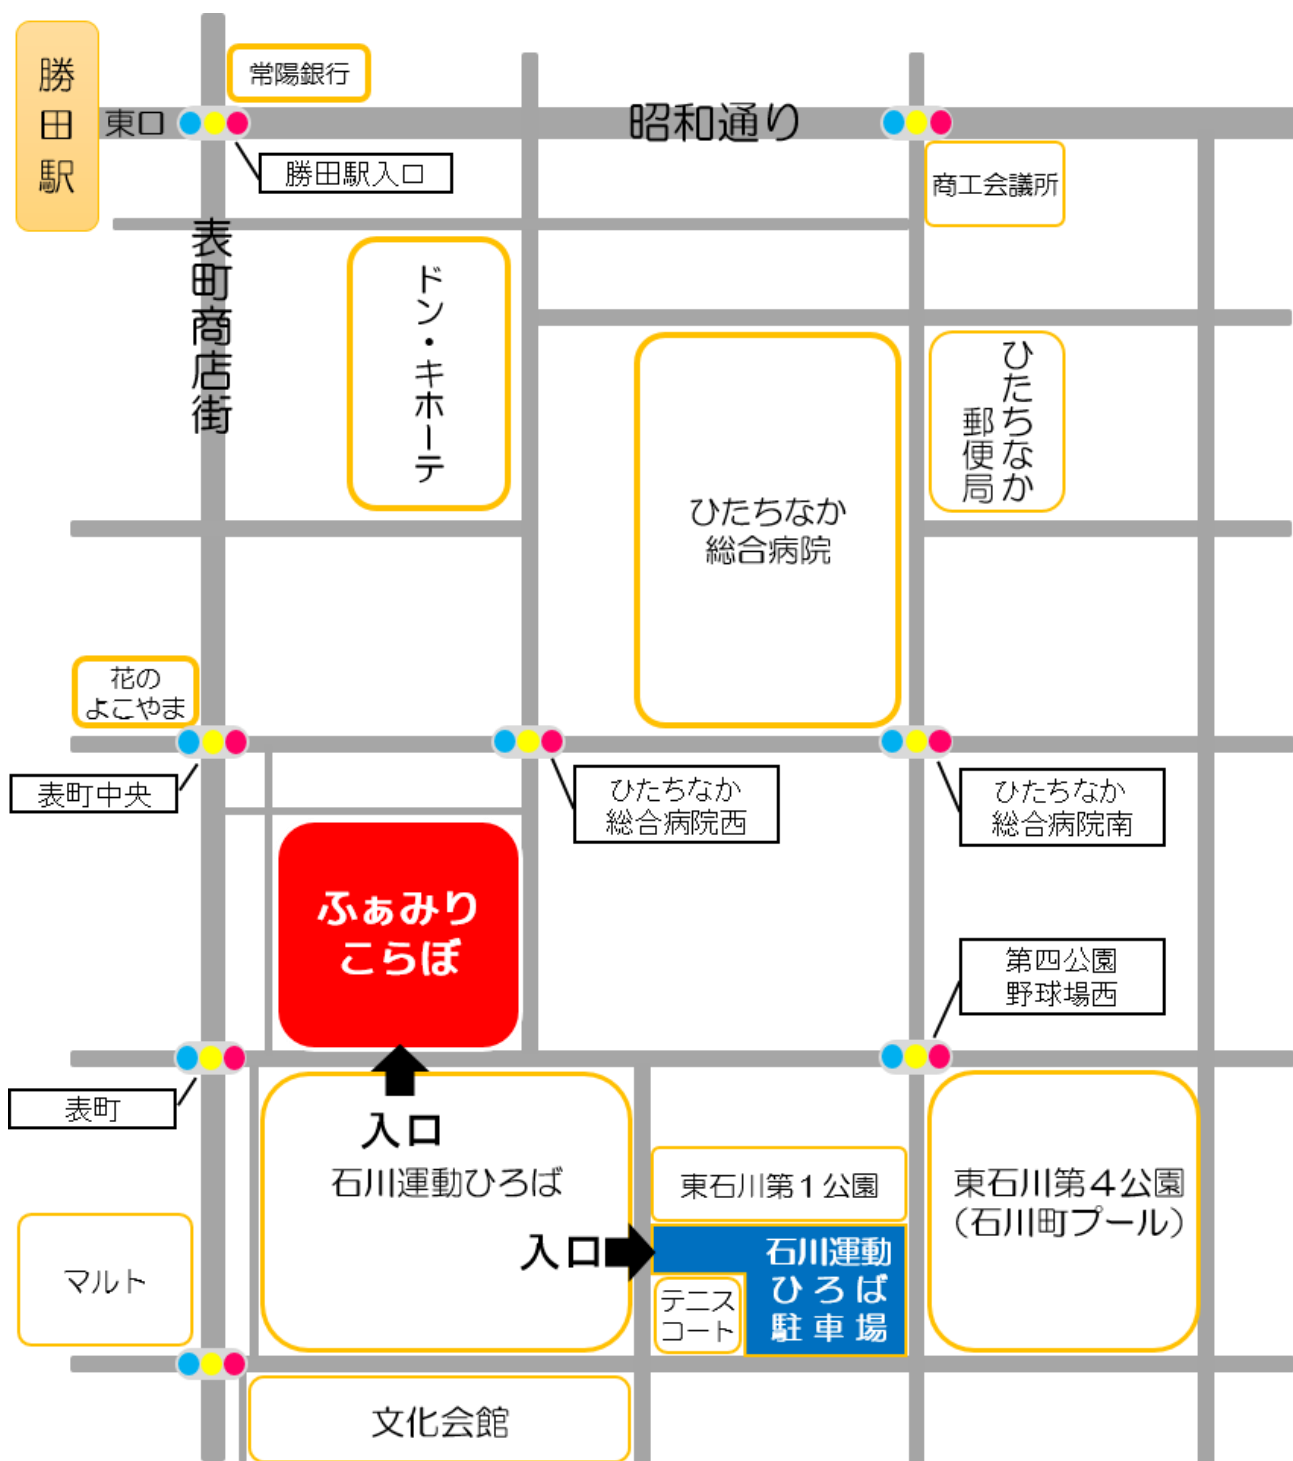 勝田駅
東口
常陽銀行
昭和通り
勝田駅入口
商工会議所
表町商店街
ドン・キホーテ
ひたちなか
郵便局
ひたちなか
総合病院
花の
よこやま
表町中央
ひたちなか
総合病院西
ひたちなか
総合病院南
ふぁみり
こらぼ
第四公園
野球場西
表町
入口
石川運動ひろば
東石川第1公園
東石川第4公園
(石川町プール)
入口
石川運動
ひろば
駐車場
マルト
テニス
コート
文化会館